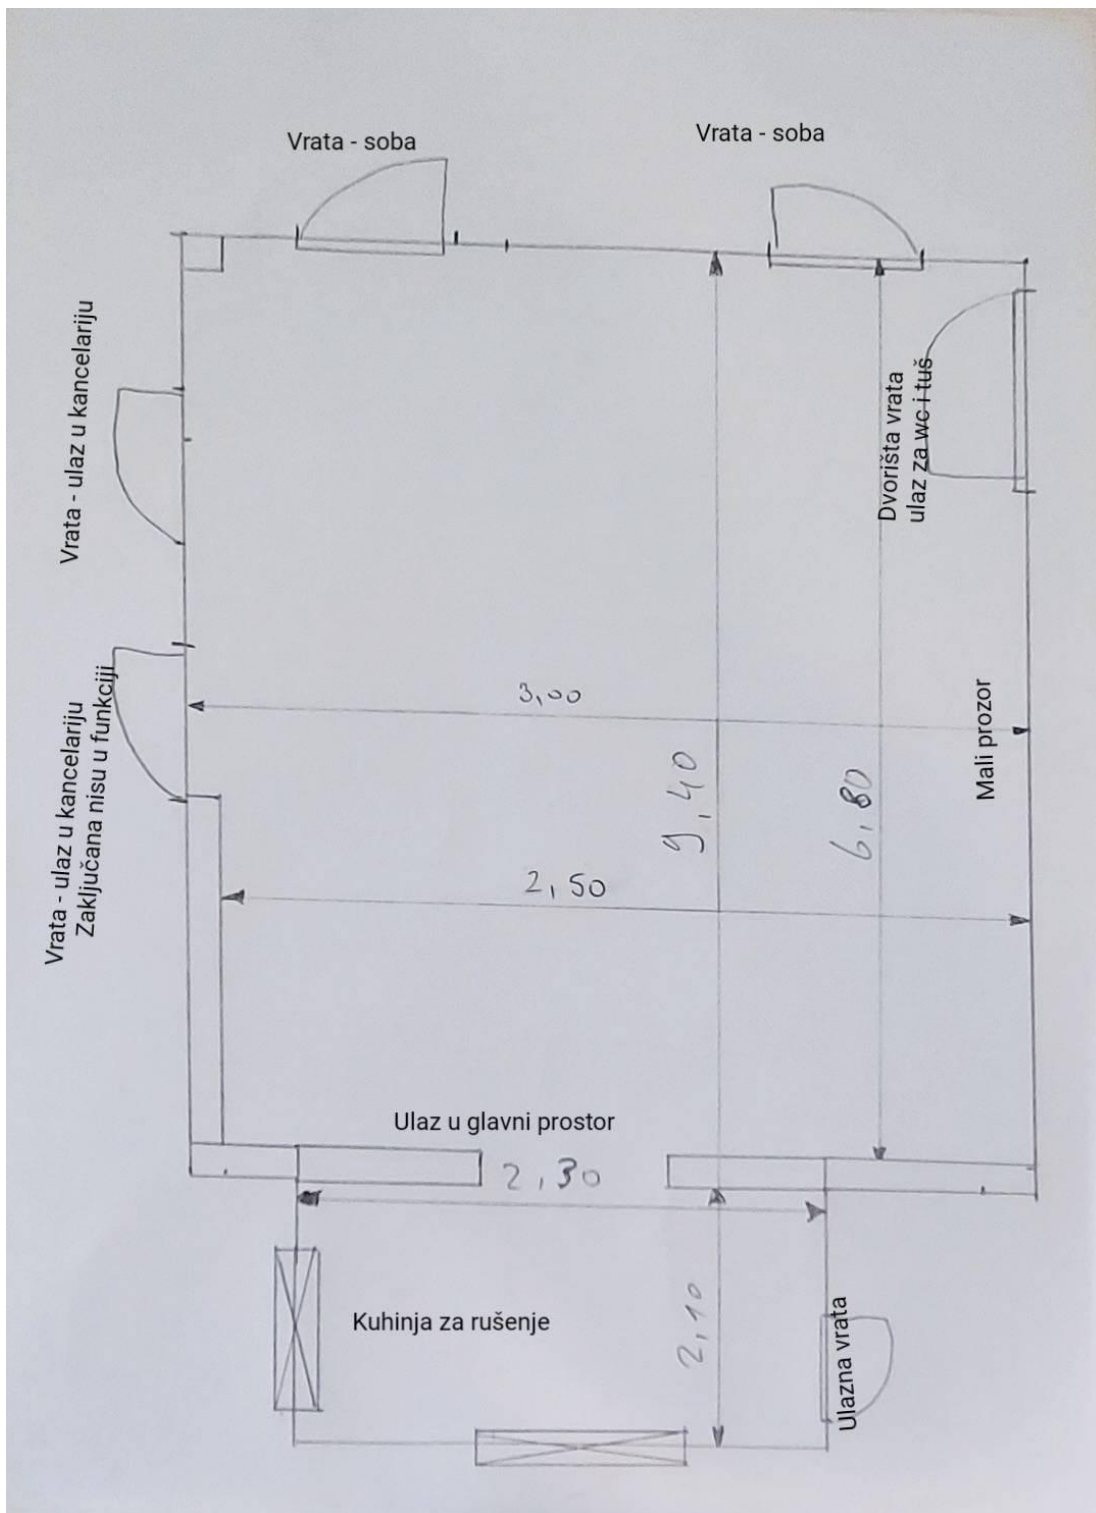 Vrata - soba
Vrata - soba
Vrata - ulaz u kancelariju
Dvorišta vrata
ulaz za wc i tuš
Vrata - ulaz u kancelariju
Zaključana nisu u funkciji
3,00
Mali prozor
9,40
6,80
2,50
Ulaz u glavni prostor
2,30
Kuhinja za rušenje
2,10
Ulazna vrata